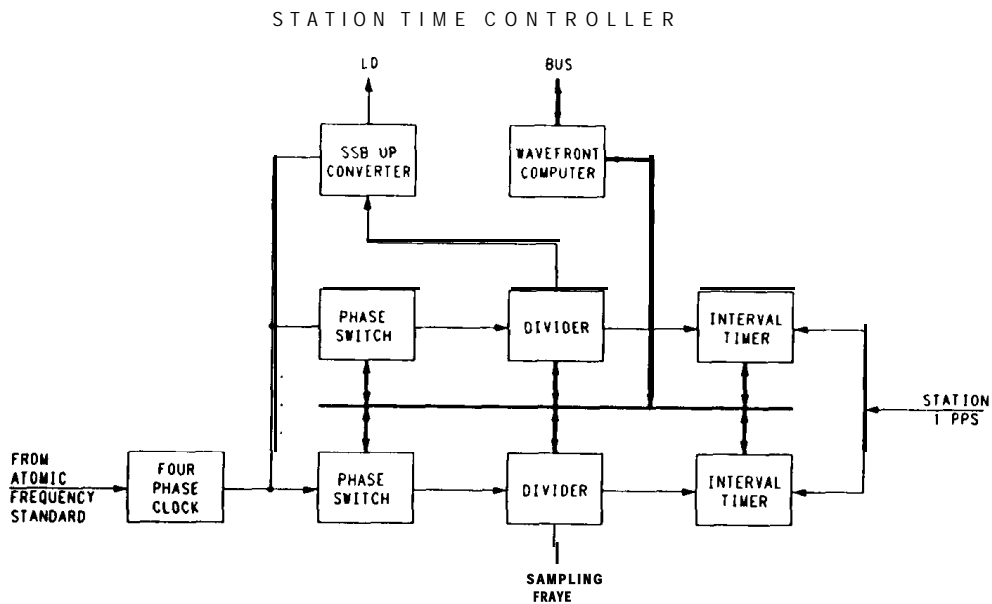 STATION TIME CONTROLLER
LO
BUS
SSB UP
CONVERTER
WAVEFRONT
COMPUTER
PHASE
SWITCH
DIVIDER
INTERVAL
TIMER
STATION
1 PPS
FROM
ATOMIC
FREQUENCY
STANDARD
FOUR
PHASE
CLOCK
PHASE
SWITCH
DIVIDER
INTERVAL
TIMER
SAMPLING
FRAYE